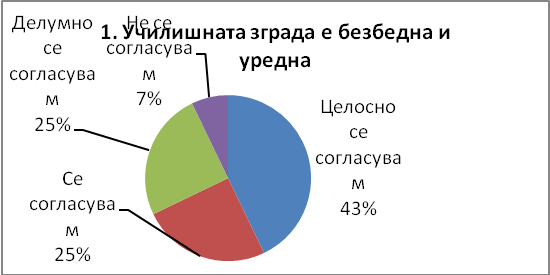 1. Училишната зграда е безбедна и
уредна
Целосно
се
согласува
м
43%
Се
согласува
м
25%
Делумно
се
согласува
м
25%
Не се
согласува
м
7%